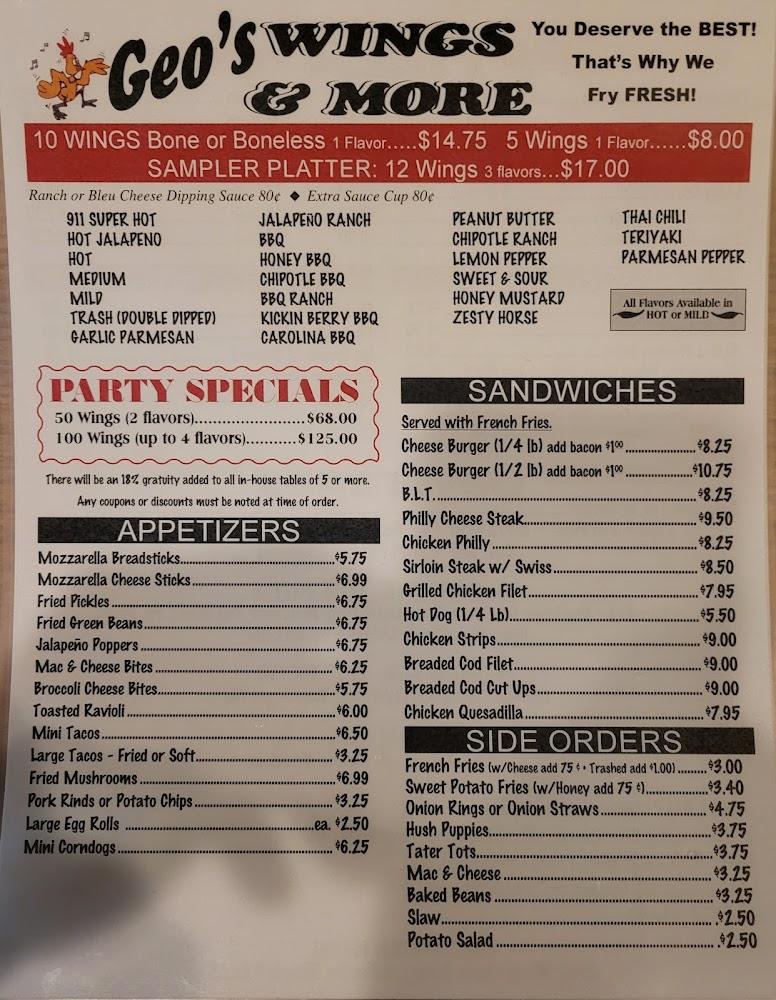 Geo's WINGS
& MORE
You Deserve the BEST!
That's Why We
Fry FRESH!
10 WINGS Bone or Boneless 1 Flavor.....$14.75 5 Wings 1 Flavor......$8.00
SAMPLER PLATTER: 12 Wings 3 flavors...$17.00
Ranch or Bleu Cheese Dipping Sauce 80¢ ◆ Extra Sauce Cup 80¢
911 SUPER HOT
HOT JALAPENO
HOT
MEDIUM
MILD
TRASH (DOUBLE DIPPED)
GARLIC PARMESAN
JALAPEÑO RANCH
BBQ
HONEY BBQ
CHIPOTLE BBQ
BBQ RANCH
KICKIN BERRY BBQ
CAROLINA BBQ
PEANUT BUTTER
CHIPOTLE RANCH
LEMON PEPPER
SWEET & SOUR
HONEY MUSTARD
ZESTY HORSE
THAI CHILI
TERIYAKI
PARMESAN PEPPER
All Flavors Available in
HOT or MILD
PARTY SPECIALS
50 Wings (2 flavors)........................$68.00
100 Wings (up to 4 flavors)...........$125.00
There will be an 18% gratuity added to all in-house tables of 5 or more.
Any coupons or discounts must be noted at time of order.
APPETIZERS
Mozzarella Breadsticks....................$5.75
Mozzarella Cheese Sticks....................$6.99
Fried Pickles....................$6.75
Fried Green Beans....................$6.75
Jalapeño Poppers....................$6.75
Mac & Cheese Bites....................$6.25
Broccoli Cheese Bites....................$5.75
Toasted Ravioli....................$6.00
Mini Tacos....................$6.50
Large Tacos - Fried or Soft....................$3.25
Fried Mushrooms....................$6.99
Pork Rinds or Potato Chips....................$3.25
Large Egg Rolls ....................ea. $2.50
Mini Corndogs....................$6.25
SANDWICHES
Served with French Fries.
Cheese Burger (1/4 lb) add bacon $1.00....................$8.25
Cheese Burger (1/2 lb) add bacon $1.00....................$10.75
B.L.T.....................$8.25
Philly Cheese Steak....................$9.50
Chicken Philly....................$8.25
Sirloin Steak w/ Swiss....................$8.50
Grilled Chicken Filet....................$7.95
Hot Dog (1/4 Lb)....................$5.50
Chicken Strips....................$9.00
Breaded Cod Filet....................$9.00
Breaded Cod Cut Ups....................$9.00
Chicken Quesadilla....................$7.95
SIDE ORDERS
French Fries (w/Cheese add 75 ¢ • Trashed add $1.00).........$3.00
Sweet Potato Fries (w/Honey add 75 ¢)....................$3.40
Onion Rings or Onion Straws....................$4.75
Hush Puppies....................$3.75
Tater Tots....................$3.75
Mac & Cheese....................$3.25
Baked Beans....................$3.25
Slaw....................$2.50
Potato Salad....................$2.50